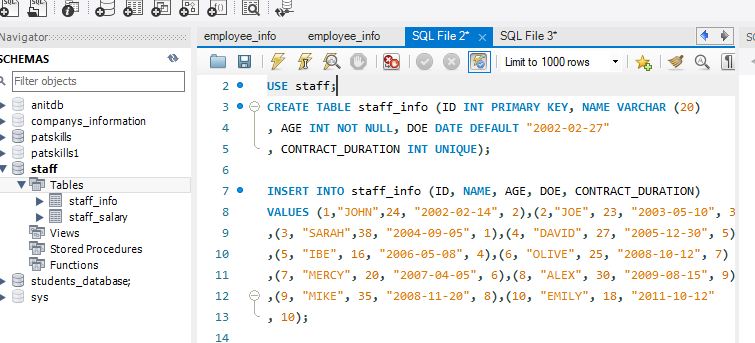 employee_info
employee_info
SQL File 2*
SQL File 3*
Navigator
SCHEMAS
Filter objects
anitdb
companys_information
patskills
patskills1
staff
Tables
staff_info
staff_salary
Views
Stored Procedures
Functions
students_database;
sys
Limit to 1000 rows
2 USE staff;
3 CREATE TABLE staff_info (ID INT PRIMARY KEY, NAME VARCHAR (20)
4 , AGE INT NOT NULL, DOE DATE DEFAULT "2002-02-27"
5 , CONTRACT_DURATION INT UNIQUE);
6
7 INSERT INTO staff_info (ID, NAME, AGE, DOE, CONTRACT_DURATION)
8 VALUES (1,"JOHN",24, "2002-02-14", 2),(2,"JOE", 23, "2003-05-10", 3
9 ,(3, "SARAH",38, "2004-09-05", 1),(4, "DAVID", 27, "2005-12-30", 5)
10 ,(5, "IBE", 16, "2006-05-08", 4),(6, "OLIVE", 25, "2008-10-12", 7)
11 ,(7, "MERCY", 20, "2007-04-05", 6),(8, "ALEX", 30, "2009-08-15", 9)
12 ,(9, "MIKE", 35, "2008-11-20", 8),(10, "EMILY", 18, "2011-10-12"
13 , 10);
14